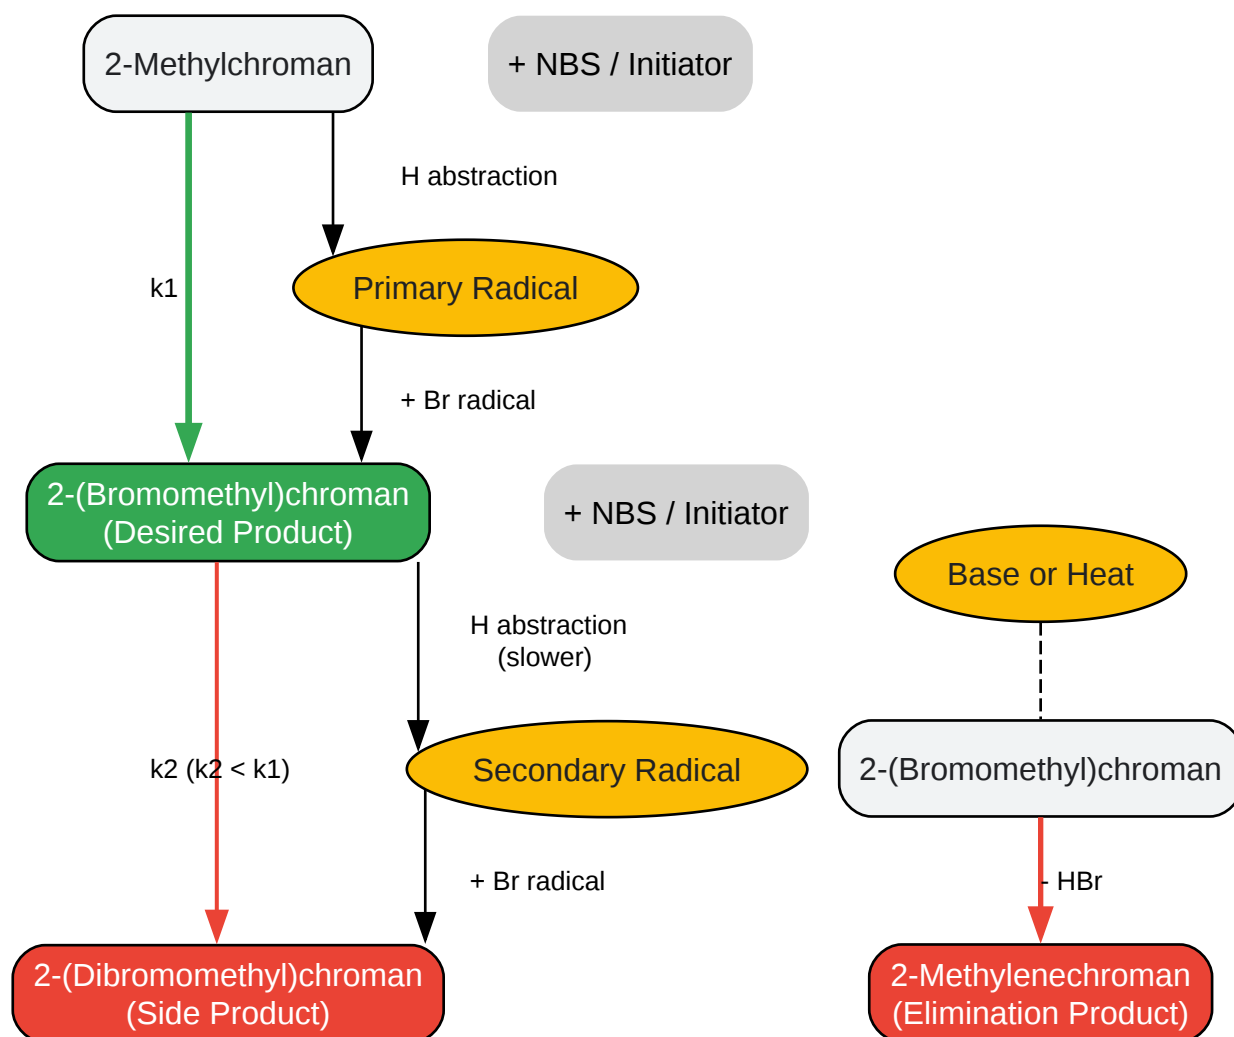 2-Methylchroman
+ NBS / Initiator
H abstraction
k1
Primary Radical
+ Br radical
2-(Bromomethyl)chroman
(Desired Product)
+ NBS / Initiator
Base or Heat
H abstraction
(slower)
k2 (k2 < k1)
Secondary Radical
2-(Bromomethyl)chroman
+ Br radical
- HBr
2-(Dibromomethyl)chroman
(Side Product)
2-Methylenechroman
(Elimination Product)